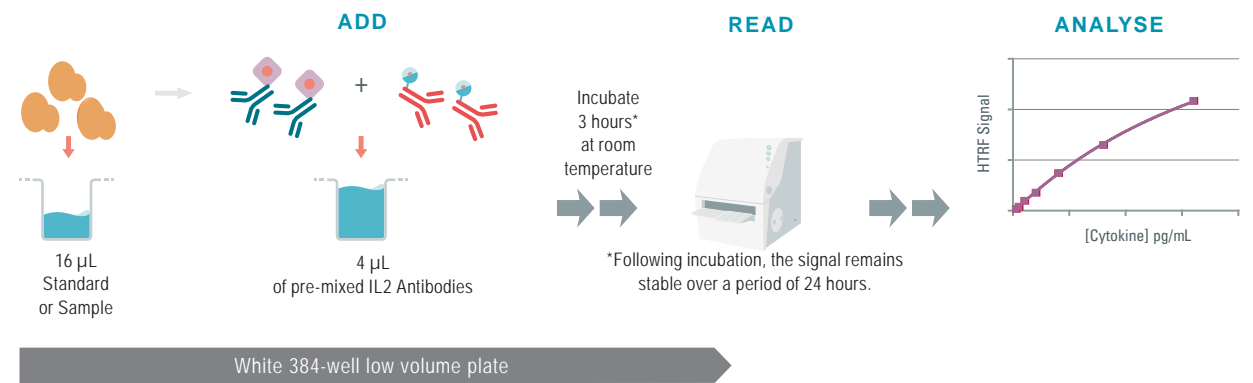 ADD
READ
ANALYSE
+
Incubate
3 hours*
at room
temperature
HTRF Signal
[Cytokine] pg/mL
16 µL
Standard
or Sample
4 µL
of pre-mixed IL2 Antibodies
*Following incubation, the signal remains
stable over a period of 24 hours.
White 384-well low volume plate